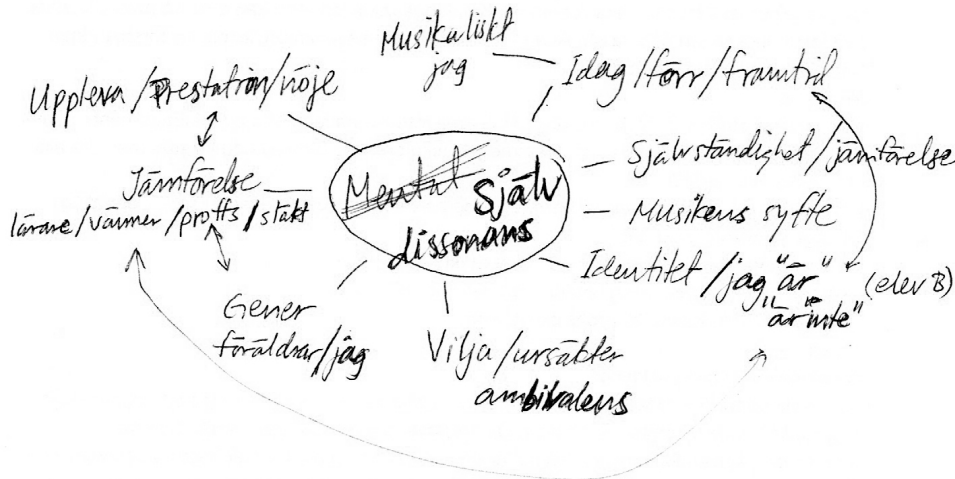 Musikaliskt
jag
Idag/förr/framtid
Uppleva/Prestation/nöje
Självständighet/jämförelse
Jämförelse
lärare/vänner/proffs/släkt
Mental Själv
dissonans
Musikens syfte
Identitet/jag "är" (elev B)
"är inte"
Gener
föräldrar/jag
Vilja/ursäkter
ambivalens